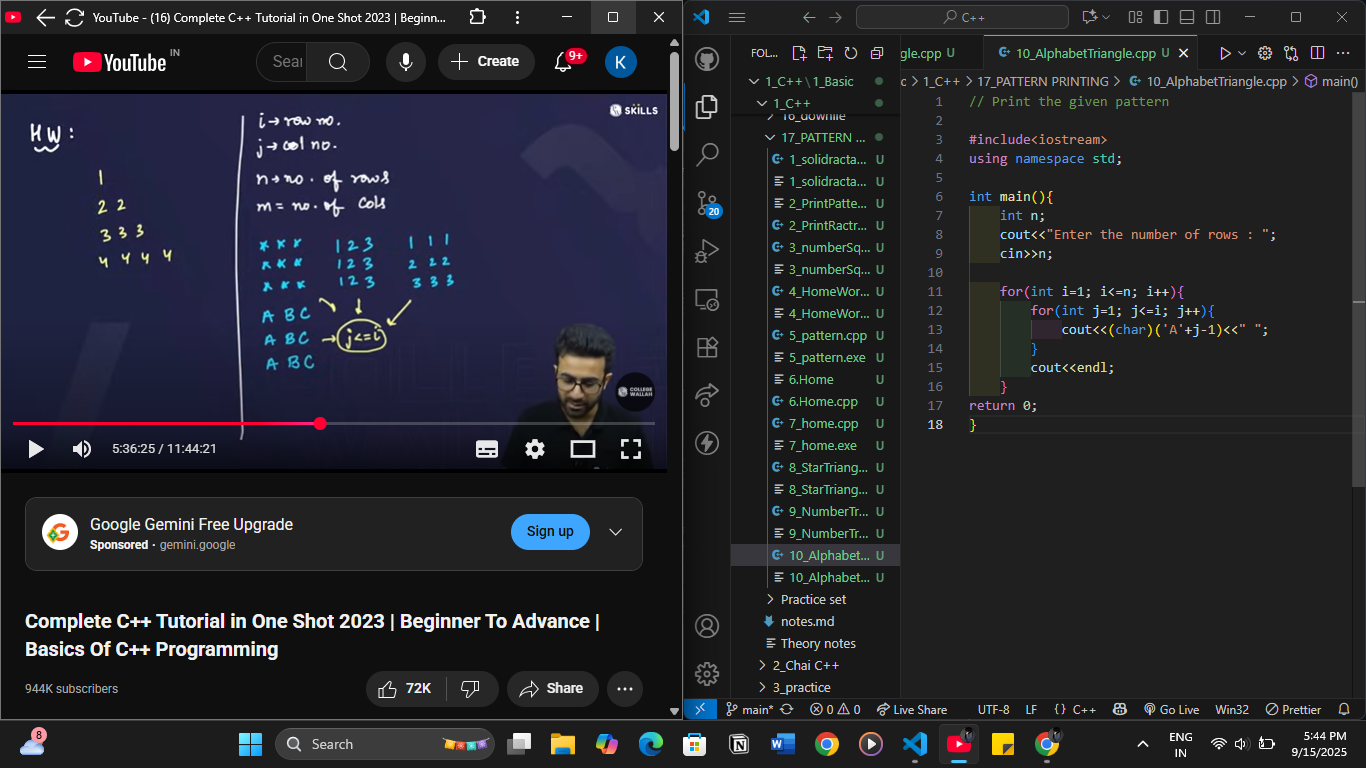 YouTube - (16) Complete C++ Tutorial in One Shot 2023 | Beginn...
YouTube IN
Sear
Create
9+
K
SKILLS
HW :
1
2 2
3 3 3
4 4 4 4
i → row no.
j → col no.
n → no. of rows
m = no. of cols
* * * 1 2 3 1 1 1
* * * 1 2 3 2 2 2
* * * 1 2 3 3 3 3
A B C
A B C → j<=i
A B C
COLLEGE WALLAH
5:36:25 / 11:44:21
Google Gemini Free Upgrade
Sponsored · gemini.google
Sign up
Complete C++ Tutorial in One Shot 2023 | Beginner To Advance |
Basics Of C++ Programming
944K subscribers
72K
Share
C++
FOL...
1_C++ \ 1_Basic
1_C++
16_dowhile
17_PATTERN ...
1_solidracta... U
1_solidracta... U
2_PrintPatte... U
2_PrintRactr... U
3_numberSq... U
3_numberSq... U
4_HomeWor... U
4_HomeWor... U
5_pattern.cpp U
5_pattern.exe U
6.Home U
6.Home.cpp U
7_home.cpp U
7_home.exe U
8_StarTriang... U
8_StarTriang... U
9_NumberTr... U
9_NumberTr... U
10_Alphabet... U
10_Alphabet... U
Practice set
notes.md
Theory notes
2_Chai C++
3_practice
20
gle.cpp U
10_AlphabetTriangle.cpp U
c > 1_C++ > 17_PATTERN PRINTING > 10_AlphabetTriangle.cpp > main()
1 // Print the given pattern
2
3 #include<iostream>
4 using namespace std;
5
6 int main(){
7 int n;
8 cout<<"Enter the number of rows : ";
9 cin>>n;
10
11 for(int i=1; i<=n; i++){
12 for(int j=1; j<=i; j++){
13 cout<<(char)('A'+j-1)<<" ";
14 }
15 cout<<endl;
16 }
17 return 0;
18 }
main* 0 0 Live Share UTF-8 LF {} C++ Go Live Win32 Prettier
8
Search
ENG
IN
5:44 PM
9/15/2025